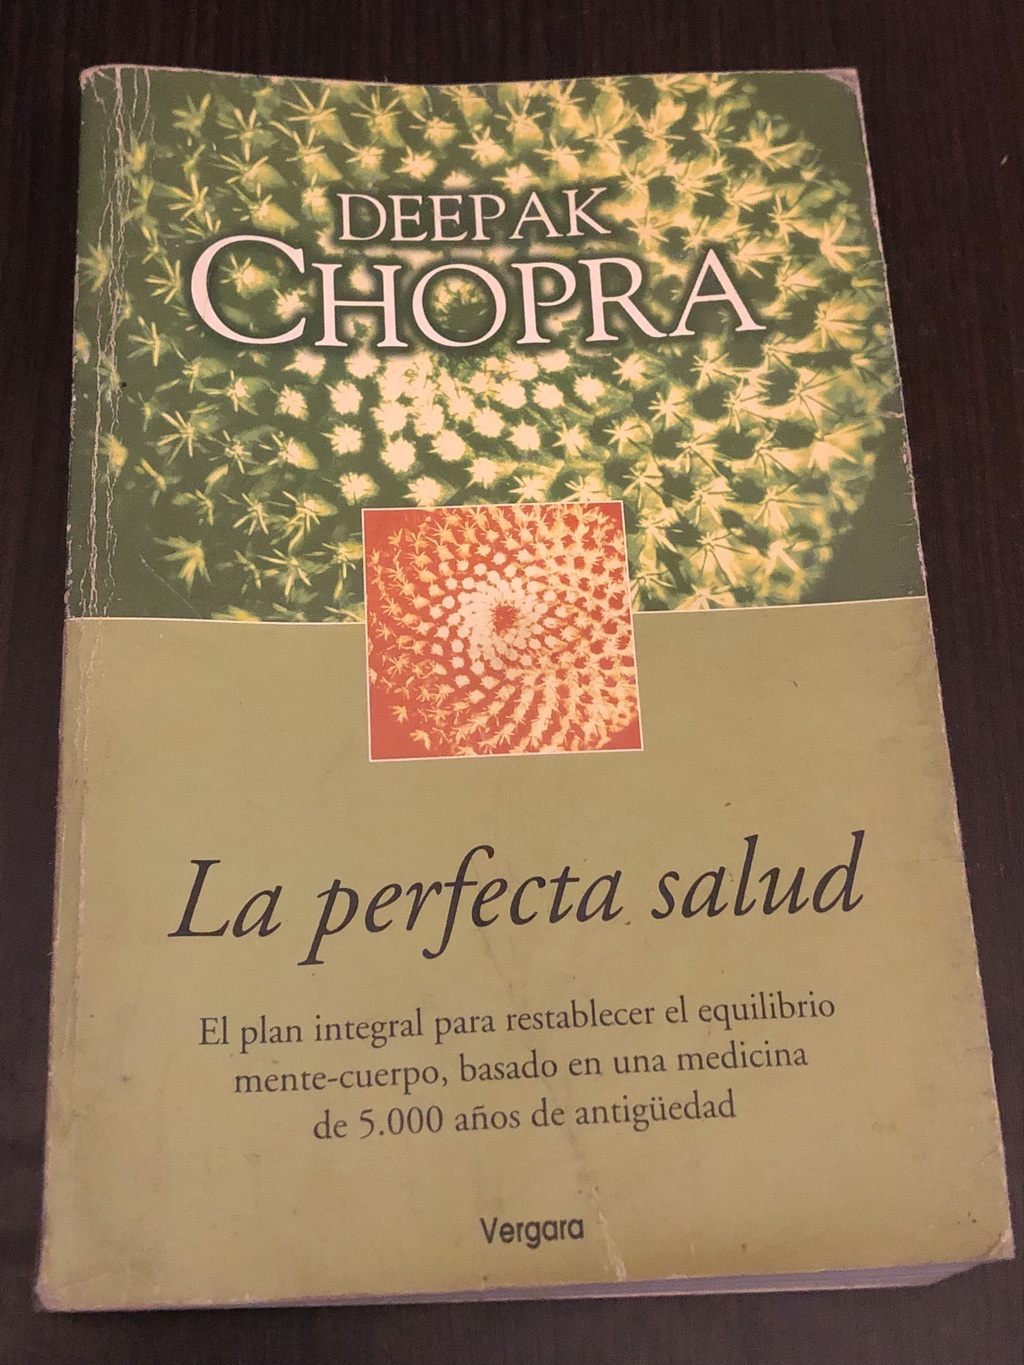 DEEPAK
CHOPRA
La perfecta salud
El plan integral para restablecer el equilibrio
mente-cuerpo, basado en una medicina
de 5.000 años de antigüedad
Vergara